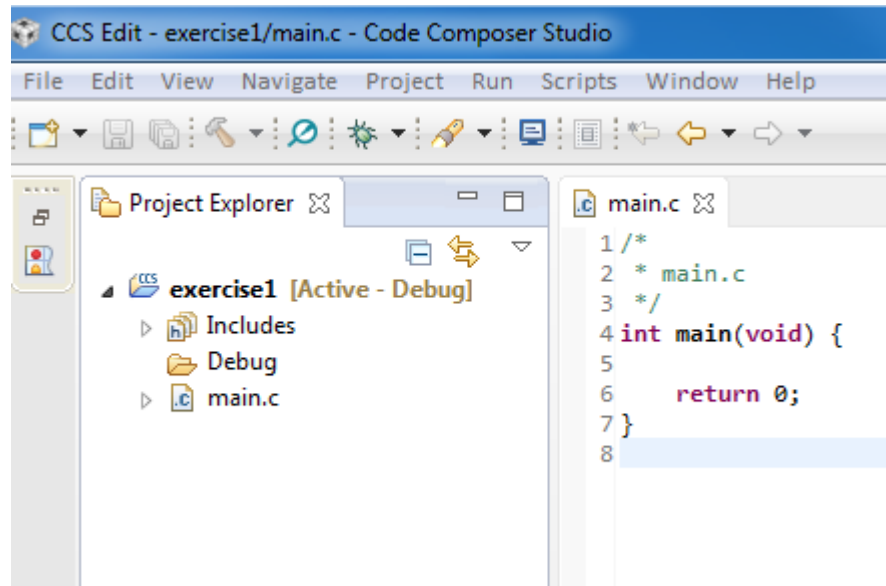 CCS Edit - exercise1/main.c - Code Composer Studio
File Edit View Navigate Project Run Scripts Window Help
Project Explorer
exercise1 [Active - Debug]
Includes
Debug
main.c
main.c
1 /*
2  * main.c
3  */
4 int main(void) {
5
6     return 0;
7 }
8